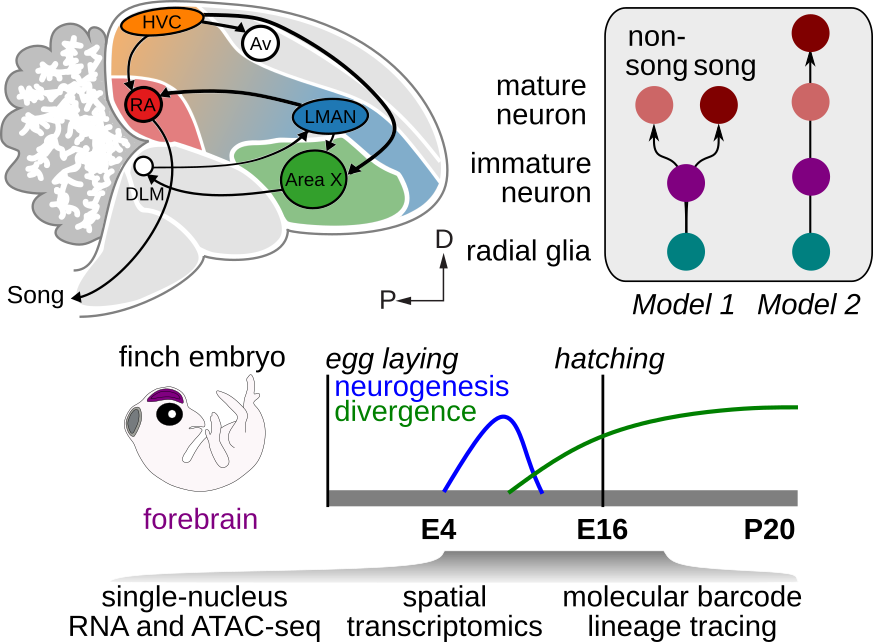 HVC
Av
RA
LMAN
Area X
DLM
Song
D
P
non-
song song
mature
neuron
immature
neuron
radial glia
Model 1 Model 2
finch embryo
forebrain
egg laying hatching
neurogenesis
divergence
E4 E16 P20
single-nucleus
RNA and ATAC-seq
spatial
transcriptomics
molecular barcode
lineage tracing